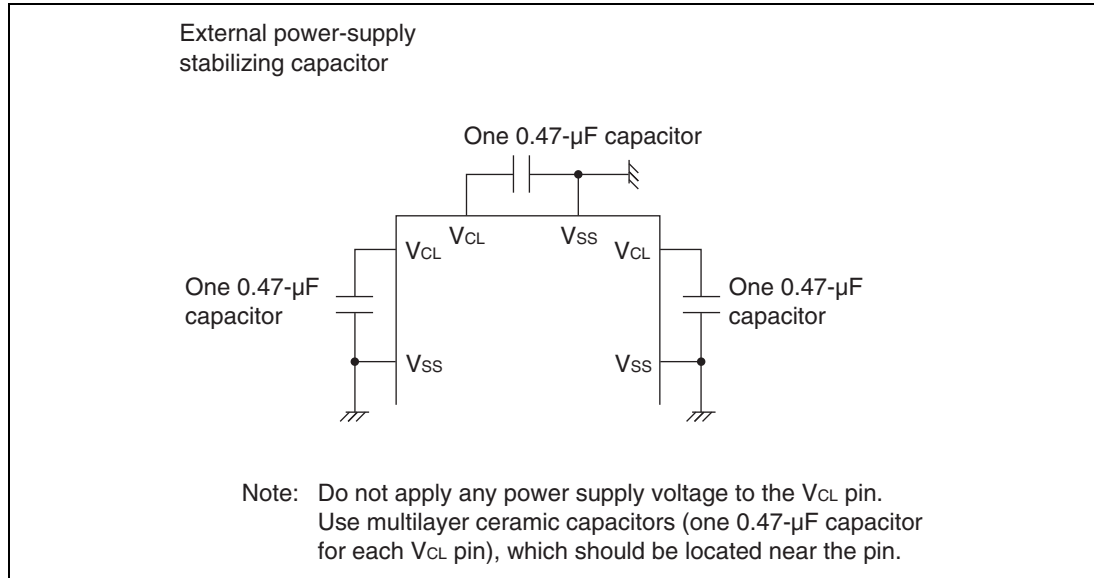 External power-supply
stabilizing capacitor
One 0.47-μF capacitor
VCL
VSS
VCL
VCL
One 0.47-μF
capacitor
One 0.47-μF
capacitor
VSS
VSS
Note: Do not apply any power supply voltage to the VCL pin.
Use multilayer ceramic capacitors (one 0.47-μF capacitor
for each VCL pin), which should be located near the pin.